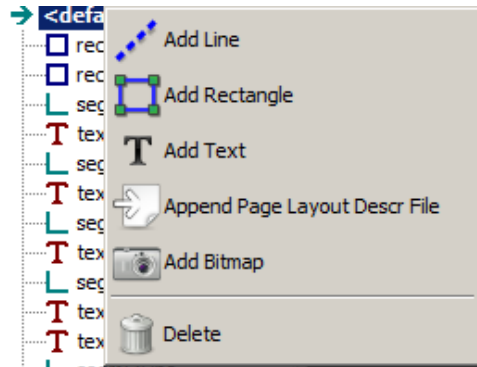 <defa
rec
Add Line
rec
seg
Add Rectangle
tex
Add Text
seg
tex
Append Page Layout Descr File
seg
tex
Add Bitmap
seg
tex
Delete
tex